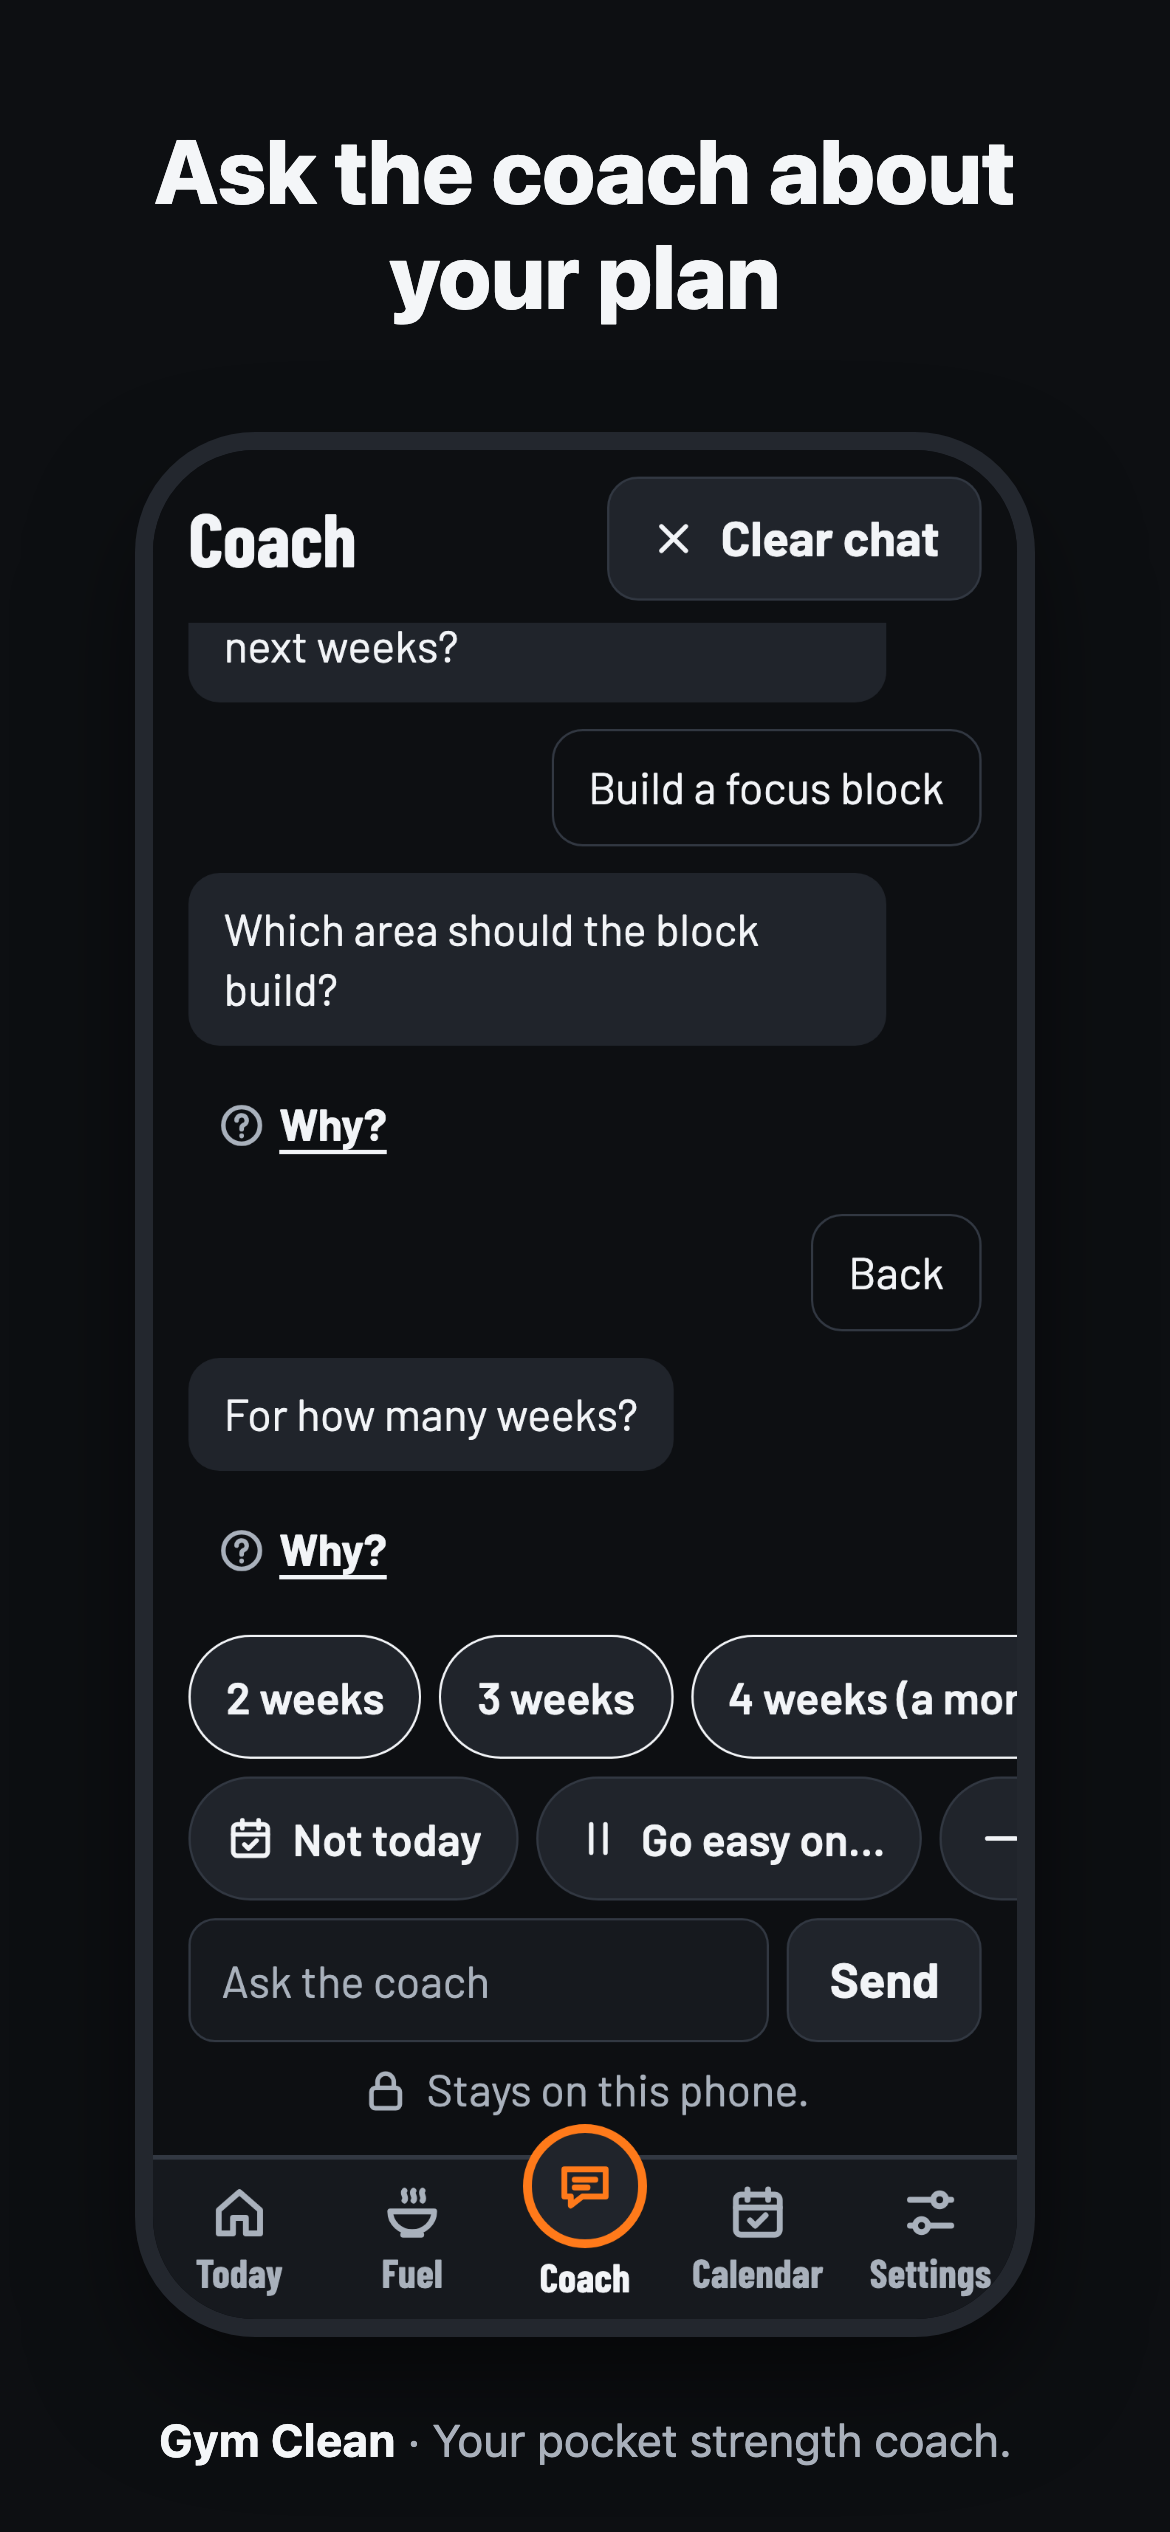 Ask the coach about
your plan
Coach
Clear chat
next weeks?
Build a focus block
Which area should the block
build?
Why?
Back
For how many weeks?
Why?
2 weeks
3 weeks
4 weeks (a mor
Not today
Go easy on...
Ask the coach
Send
Stays on this phone.
Today
Fuel
Coach
Calendar
Settings
Gym Clean · Your pocket strength coach.